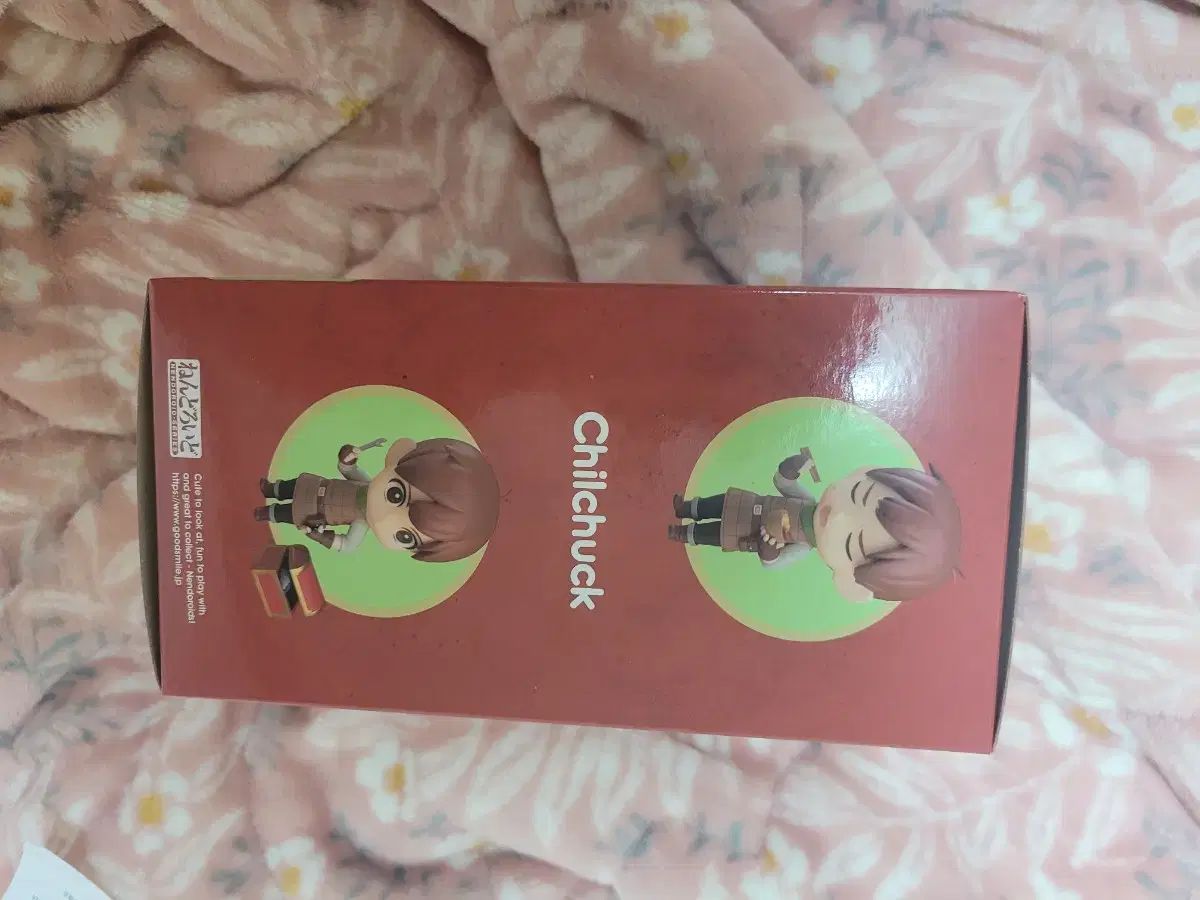 Chilchuck
ねんどろいど
NENDOROID SERIES
Cute to look at, fun to play with
and great to collect - Nendoroids!
https://www.goodsmile.jp